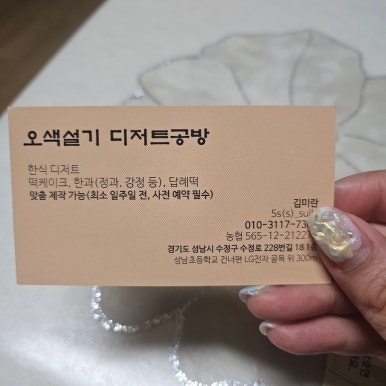 오색설기 디저트공방
한식 디저트
떡케이크, 한과(정과, 강정 등), 답례떡
맞춤 제작 가능(최소 일주일 전, 사전 예약 필수)
김미란
010-3117-73
농협 565-12-2122
경기도 성남시 수정구 수정로 228번길 18 1
성남초등학교 건너편 LG전자 골목 위 300m